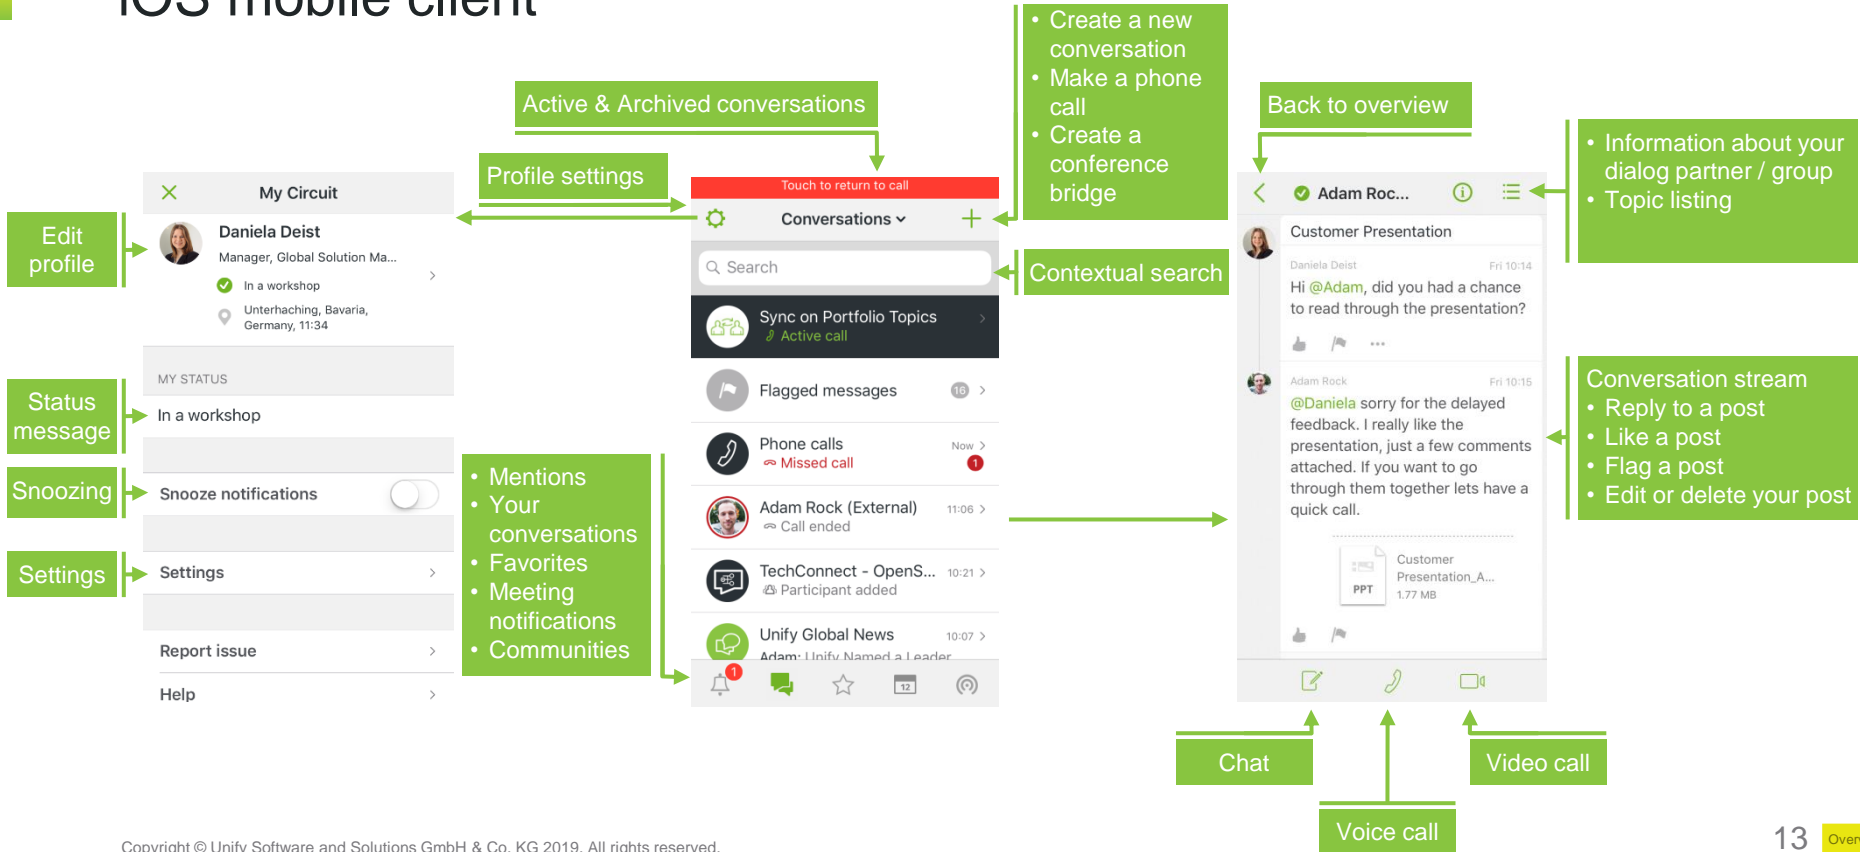 iOS mobile client
• Create a new
conversation
• Make a phone
call
• Create a
conference
bridge
Active & Archived conversations
Back to overview
• Information about your
dialog partner / group
• Topic listing
Profile settings
My Circuit
Edit
profile
Daniela Deist
Manager, Global Solution Ma...
In a workshop
Unterhaching, Bavaria,
Germany, 11:34
MY STATUS
Status
message
In a workshop
Snoozing
Snooze notifications
Settings
Settings
Report issue
Help
• Mentions
• Your
conversations
• Favorites
• Meeting
notifications
• Communities
Touch to return to call
Conversations
Search
Contextual search
Sync on Portfolio Topics
Active call
Flagged messages
16
Phone calls
Now
Missed call
1
Adam Rock (External)
11:06
Call ended
TechConnect - OpenS...
10:21
Participant added
Unify Global News
10:07
Adam: Unify Named a Leader
1
12
Adam Roc...
Customer Presentation
Daniela Deist
Fri 10:14
Hi @Adam, did you had a chance
to read through the presentation?
Adam Rock
Fri 10:15
@Daniela sorry for the delayed
feedback. I really like the
presentation, just a few comments
attached. If you want to go
through them together lets have a
quick call.
PPT
Customer
Presentation_A...
1.77 MB
Conversation stream
• Reply to a post
• Like a post
• Flag a post
• Edit or delete your post
Chat
Voice call
Video call
Copyright © Unify Software and Solutions GmbH & Co. KG 2019. All rights reserved.
13